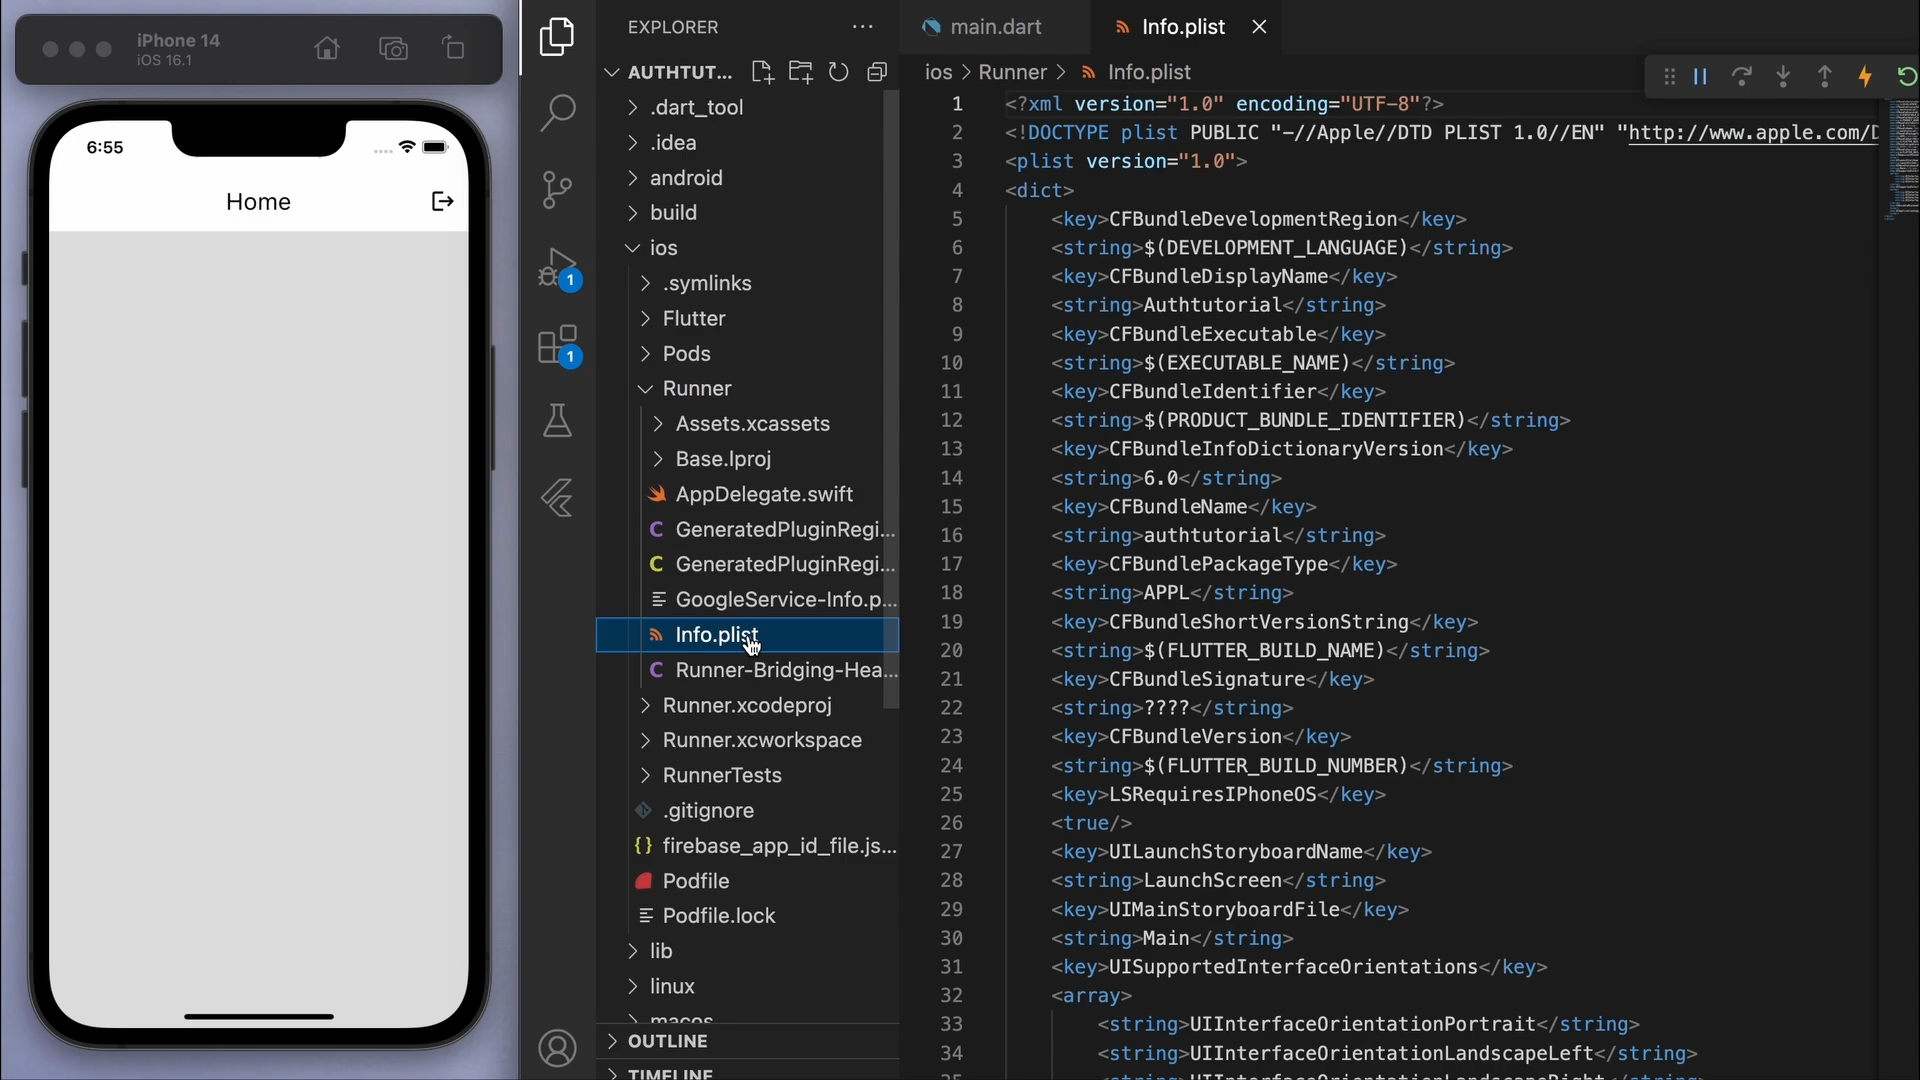 iPhone 14
iOS 16.1
6:55
Home
EXPLORER
AUTHTUT...
.dart_tool
.idea
android
build
ios
.symlinks
Flutter
Pods
Runner
Assets.xcassets
Base.lproj
AppDelegate.swift
GeneratedPluginRegi...
GeneratedPluginRegi...
GoogleService-Info.p...
Info.plist
Runner-Bridging-Hea...
Runner.xcodeproj
Runner.xcworkspace
RunnerTests
.gitignore
firebase_app_id_file.js...
Podfile
Podfile.lock
lib
linux
macos
OUTLINE
TIMELINE
1
1
main.dart
Info.plist
ios > Runner > Info.plist
1 <?xml version="1.0" encoding="UTF-8"?>
2 <!DOCTYPE plist PUBLIC "-//Apple//DTD PLIST 1.0//EN" "http://www.apple.com/D
3 <plist version="1.0">
4 <dict>
5 <key>CFBundleDevelopmentRegion</key>
6 <string>$(DEVELOPMENT_LANGUAGE)</string>
7 <key>CFBundleDisplayName</key>
8 <string>Authtutorial</string>
9 <key>CFBundleExecutable</key>
10 <string>$(EXECUTABLE_NAME)</string>
11 <key>CFBundleIdentifier</key>
12 <string>$(PRODUCT_BUNDLE_IDENTIFIER)</string>
13 <key>CFBundleInfoDictionaryVersion</key>
14 <string>6.0</string>
15 <key>CFBundleName</key>
16 <string>authtutorial</string>
17 <key>CFBundlePackageType</key>
18 <string>APPL</string>
19 <key>CFBundleShortVersionString</key>
20 <string>$(FLUTTER_BUILD_NAME)</string>
21 <key>CFBundleSignature</key>
22 <string>????</string>
23 <key>CFBundleVersion</key>
24 <string>$(FLUTTER_BUILD_NUMBER)</string>
25 <key>LSRequiresIPhoneOS</key>
26 <true/>
27 <key>UILaunchStoryboardName</key>
28 <string>LaunchScreen</string>
29 <key>UIMainStoryboardFile</key>
30 <string>Main</string>
31 <key>UISupportedInterfaceOrientations</key>
32 <array>
33 <string>UIInterfaceOrientationPortrait</string>
34 <string>UIInterfaceOrientationLandscapeLeft</string>
35 <string>UIInterfaceOrientationLandscapeRight</string>